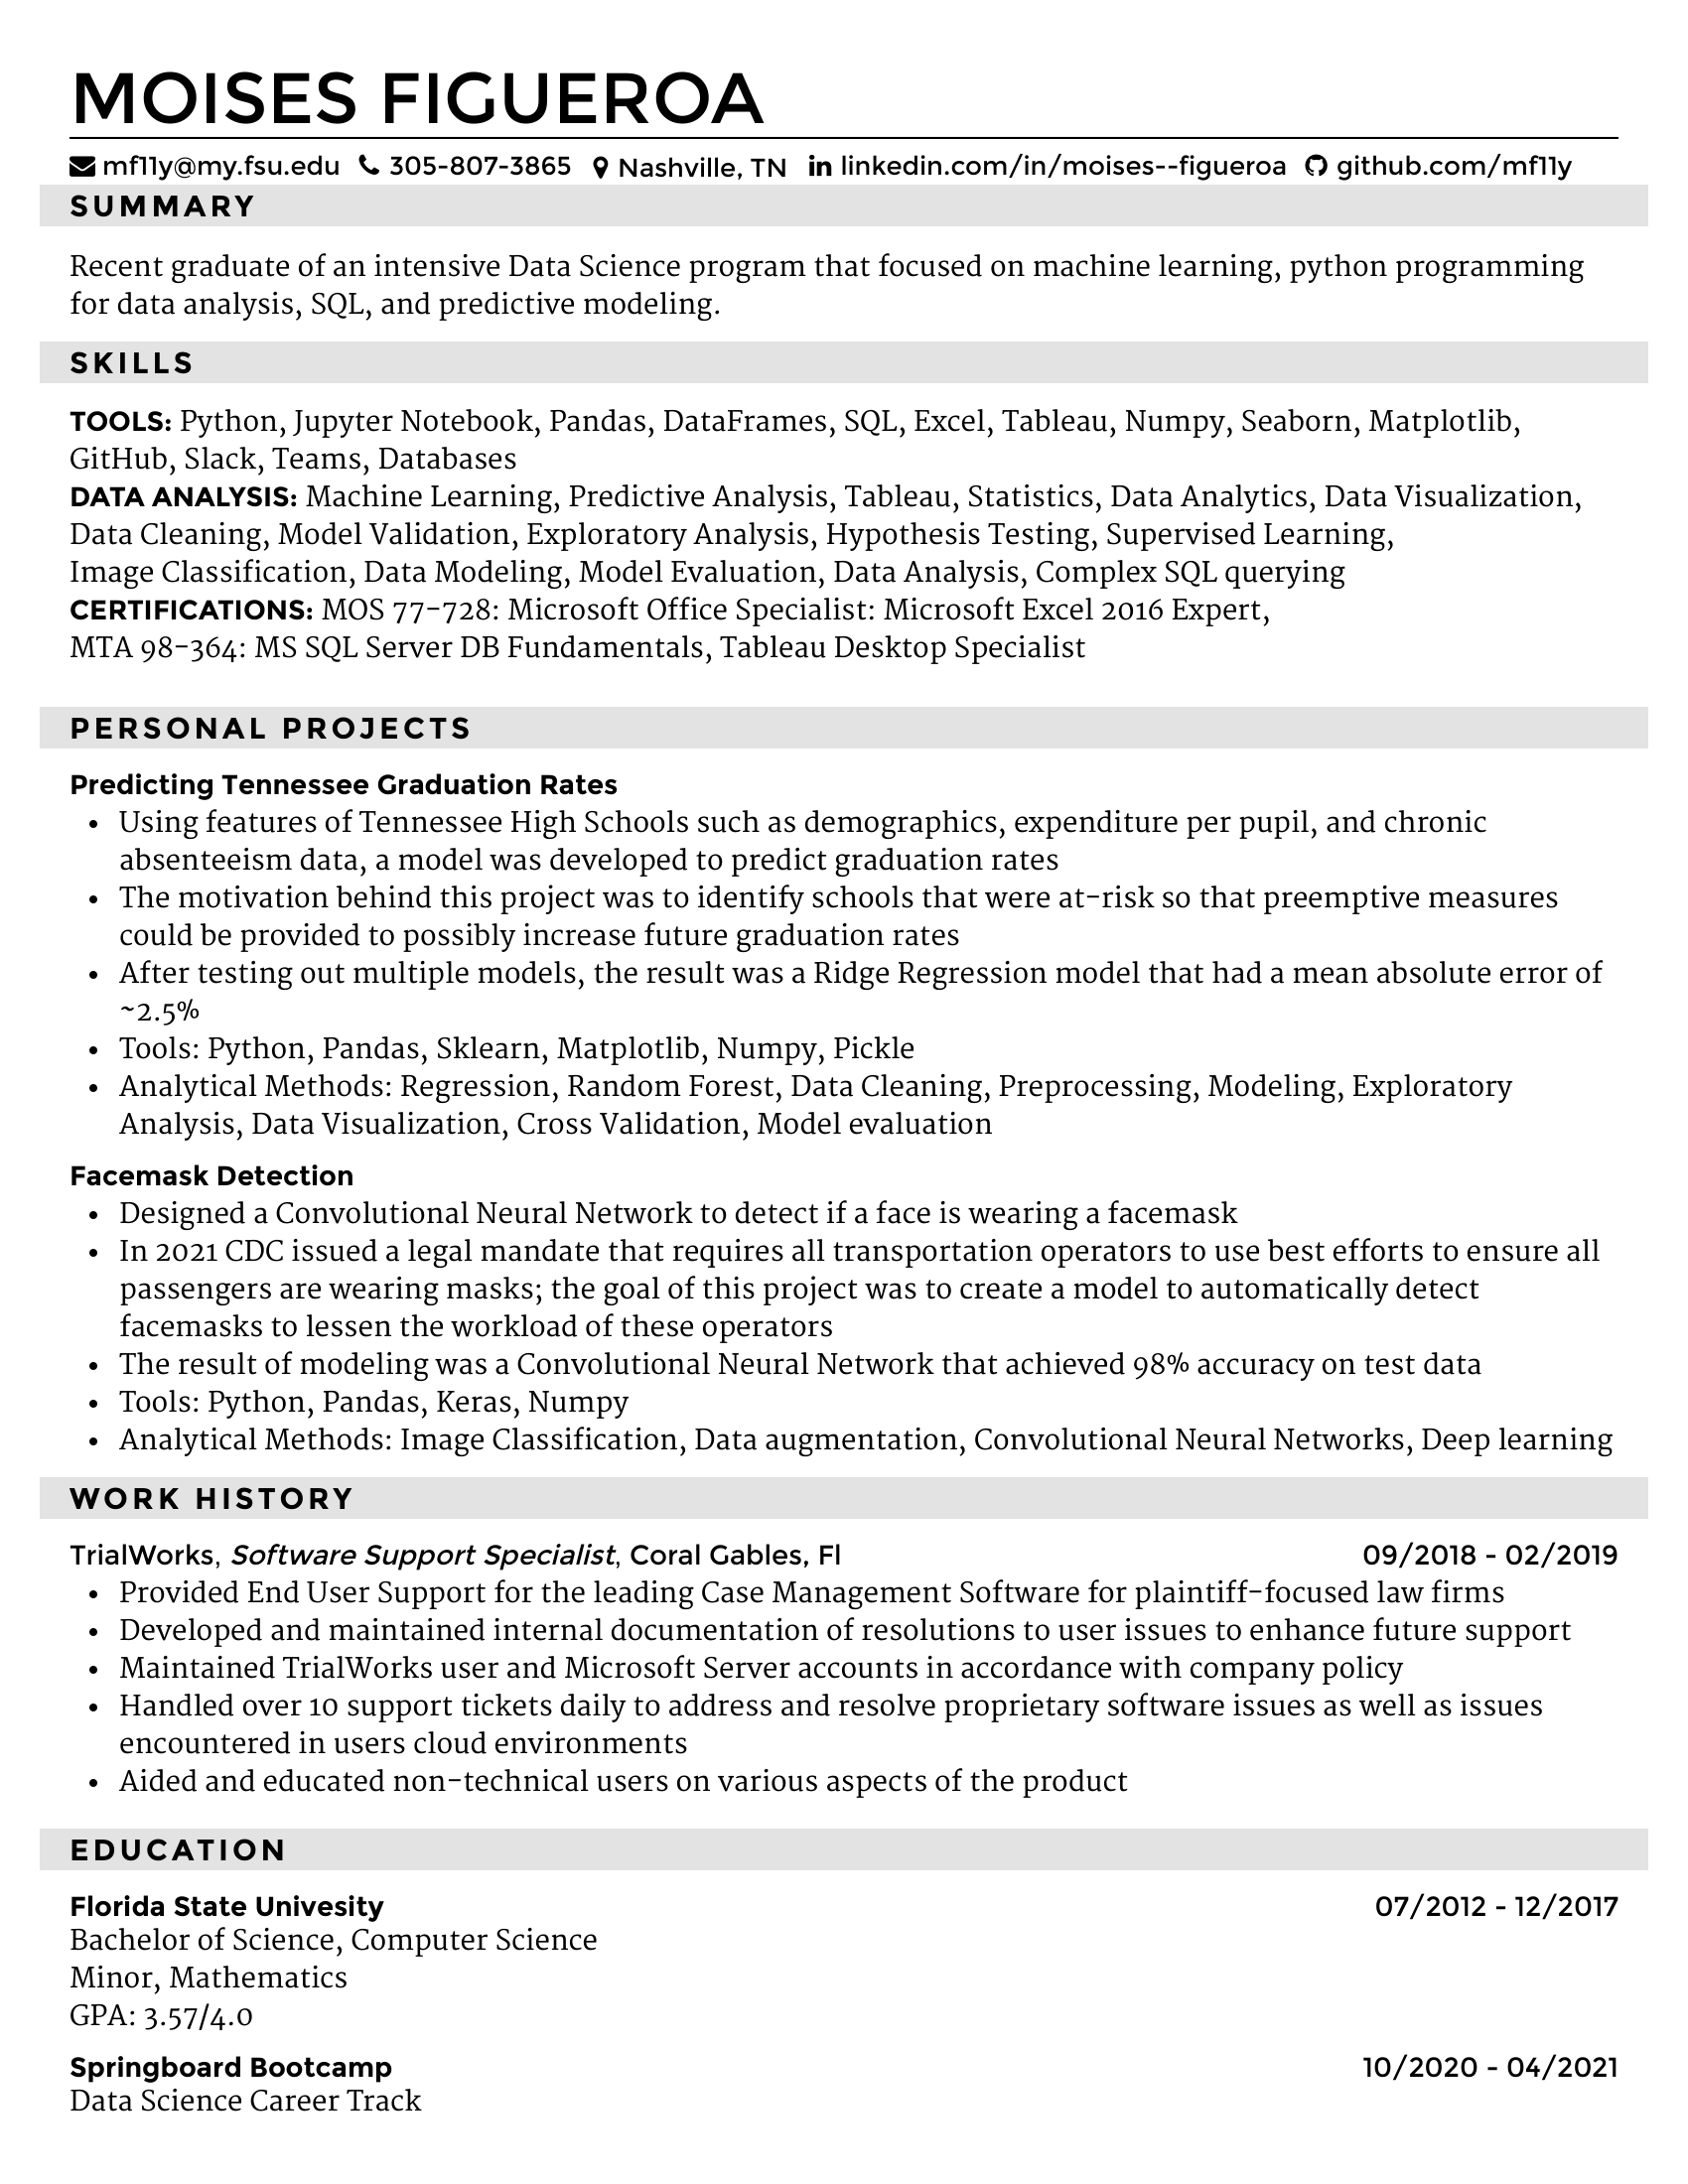 MOISES FIGUEROA
mf11y@my.fsu.edu 305-807-3865 Nashville, TN linkedin.com/in/moises--figueroa github.com/mf11y
SUMMARY
Recent graduate of an intensive Data Science program that focused on machine learning, python programming
for data analysis, SQL, and predictive modeling.
SKILLS
TOOLS: Python, Jupyter Notebook, Pandas, DataFrames, SQL, Excel, Tableau, Numpy, Seaborn, Matplotlib,
GitHub, Slack, Teams, Databases
DATA ANALYSIS: Machine Learning, Predictive Analysis, Tableau, Statistics, Data Analytics, Data Visualization,
Data Cleaning, Model Validation, Exploratory Analysis, Hypothesis Testing, Supervised Learning,
Image Classification, Data Modeling, Model Evaluation, Data Analysis, Complex SQL querying
CERTIFICATIONS: MOS 77-728: Microsoft Office Specialist: Microsoft Excel 2016 Expert,
MTA 98-364: MS SQL Server DB Fundamentals, Tableau Desktop Specialist
PERSONAL PROJECTS
Predicting Tennessee Graduation Rates
• Using features of Tennessee High Schools such as demographics, expenditure per pupil, and chronic
absenteeism data, a model was developed to predict graduation rates
• The motivation behind this project was to identify schools that were at-risk so that preemptive measures
could be provided to possibly increase future graduation rates
• After testing out multiple models, the result was a Ridge Regression model that had a mean absolute error of
~2.5%
• Tools: Python, Pandas, Sklearn, Matplotlib, Numpy, Pickle
• Analytical Methods: Regression, Random Forest, Data Cleaning, Preprocessing, Modeling, Exploratory
Analysis, Data Visualization, Cross Validation, Model evaluation
Facemask Detection
• Designed a Convolutional Neural Network to detect if a face is wearing a facemask
• In 2021 CDC issued a legal mandate that requires all transportation operators to use best efforts to ensure all
passengers are wearing masks; the goal of this project was to create a model to automatically detect
facemasks to lessen the workload of these operators
• The result of modeling was a Convolutional Neural Network that achieved 98% accuracy on test data
• Tools: Python, Pandas, Keras, Numpy
• Analytical Methods: Image Classification, Data augmentation, Convolutional Neural Networks, Deep learning
WORK HISTORY
TrialWorks, Software Support Specialist, Coral Gables, Fl 09/2018 - 02/2019
• Provided End User Support for the leading Case Management Software for plaintiff-focused law firms
• Developed and maintained internal documentation of resolutions to user issues to enhance future support
• Maintained TrialWorks user and Microsoft Server accounts in accordance with company policy
• Handled over 10 support tickets daily to address and resolve proprietary software issues as well as issues
encountered in users cloud environments
• Aided and educated non-technical users on various aspects of the product
EDUCATION
Florida State Univesity 07/2012 - 12/2017
Bachelor of Science, Computer Science
Minor, Mathematics
GPA: 3.57/4.0
Springboard Bootcamp 10/2020 - 04/2021
Data Science Career Track